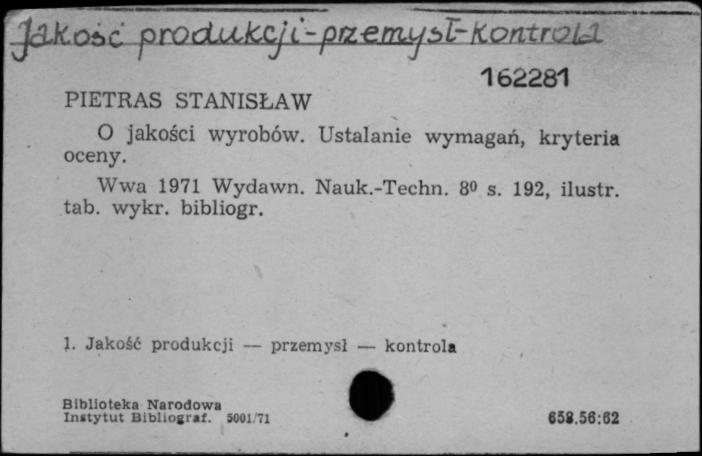 Jakość produkcji-przemysł-kontrola
162281
PIETRAS STANISŁAW
O jakości wyrobów. Ustalanie wymagań, kryteria
oceny.
Wwa 1971 Wydawn. Nauk.-Techn. 8⁰ s. 192, ilustr.
tab. wykr. bibliogr.
1. Jakość produkcji — przemysł — kontrola
Biblioteka Narodowa
Instytut Bibliograf. 5001/71
658.56:62